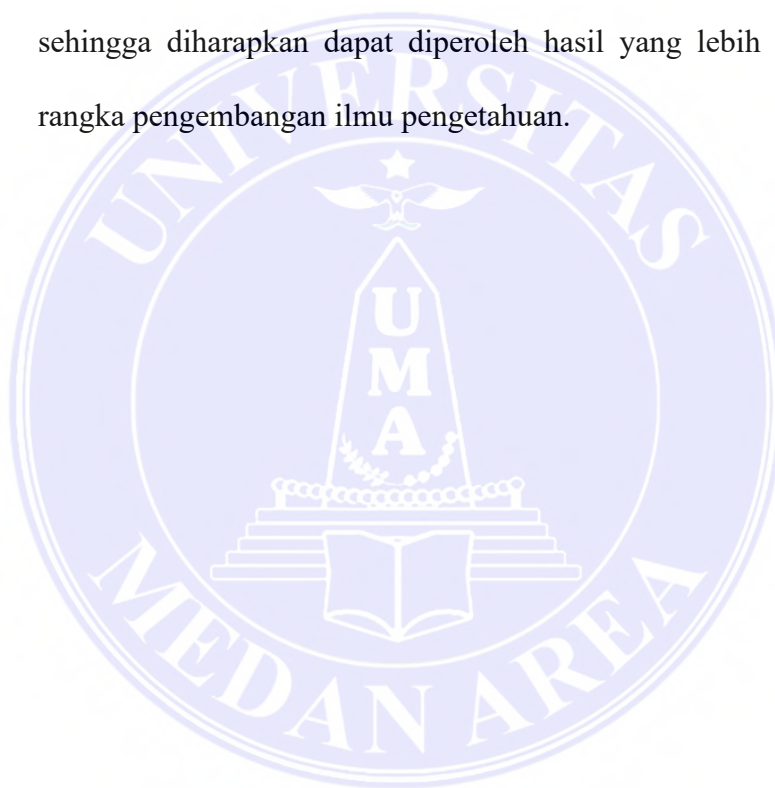 sehingga diharapkan dapat diperoleh hasil yang lebih
rangka pengembangan ilmu pengetahuan.
UNIVERSITAS
U
M
A
MEDAN AREA